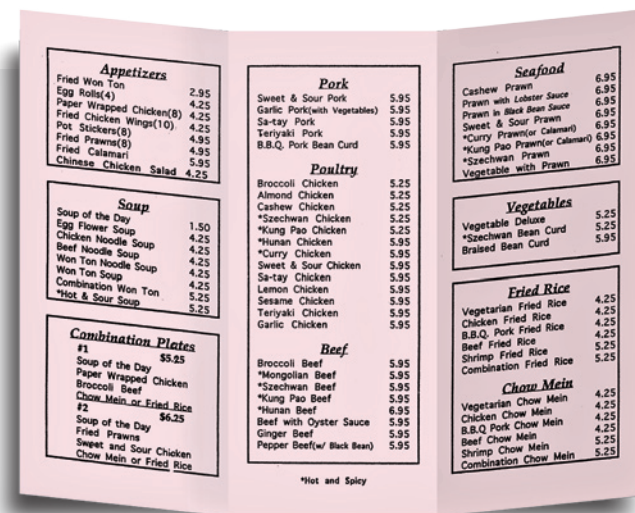 Appetizers
Fried Won Ton 2.95
Egg Rolls(4) 4.25
Paper Wrapped Chicken(8) 4.25
Fried Chicken Wings(10) 4.25
Pot Stickers(8) 4.95
Fried Prawns(8) 4.95
Fried Calamari 5.95
Chinese Chicken Salad 4.25
Soup
Soup of the Day 1.50
Egg Flower Soup 4.25
Chicken Noodle Soup 4.25
Beef Noodle Soup 4.25
Won Ton Noodle Soup 4.25
Won Ton Soup 4.25
Combination Won Ton 5.25
*Hot & Sour Soup 5.25
Combination Plates
#1 $5.25
Soup of the Day
Paper Wrapped Chicken
Broccoli Beef
Chow Mein or Fried Rice
#2 $6.25
Soup of the Day
Fried Prawns
Sweet and Sour Chicken
Chow Mein or Fried Rice
Pork
Sweet & Sour Pork 5.95
Garlic Pork(with Vegetables) 5.95
Sa-tay Pork 5.95
Teriyaki Pork 5.95
B.B.Q. Pork Bean Curd 5.95
Poultry
Broccoli Chicken 5.25
Almond Chicken 5.25
Cashew Chicken 5.25
*Szechwan Chicken 5.25
*Kung Pao Chicken 5.25
*Hunan Chicken 5.95
*Curry Chicken 5.95
Sweet & Sour Chicken 5.95
Sa-tay Chicken 5.95
Lemon Chicken 5.95
Sesame Chicken 5.95
Teriyaki Chicken 5.95
Garlic Chicken 5.95
Beef
Broccoli Beef 5.95
*Mongolian Beef 5.95
*Szechwan Beef 5.95
*Kung Pao Beef 5.95
*Hunan Beef 6.95
Beef with Oyster Sauce 5.95
Ginger Beef 5.95
Pepper Beef(w/ Black Bean) 5.95
*Hot and Spicy
Seafood
Cashew Prawn 6.95
Prawn with Lobster Sauce 6.95
Prawn in Black Bean Sauce 6.95
Sweet & Sour Prawn 6.95
*Curry Prawn(or Calamari) 6.95
*Kung Pao Prawn(or Calamari) 6.95
*Szechwan Prawn 6.95
Vegetable with Prawn 6.95
Vegetables
Vegetable Deluxe 5.25
*Szechwan Bean Curd 5.25
Braised Bean Curd 5.95
Fried Rice
Vegetarian Fried Rice 4.25
Chicken Fried Rice 4.25
B.B.Q. Pork Fried Rice 4.25
Beef Fried Rice 4.25
Shrimp Fried Rice 5.25
Combination Fried Rice 5.25
Chow Mein
Vegetarian Chow Mein 4.25
Chicken Chow Mein 4.25
B.B.Q Pork Chow Mein 4.25
Beef Chow Mein 4.25
Shrimp Chow Mein 5.25
Combination Chow Mein 5.25